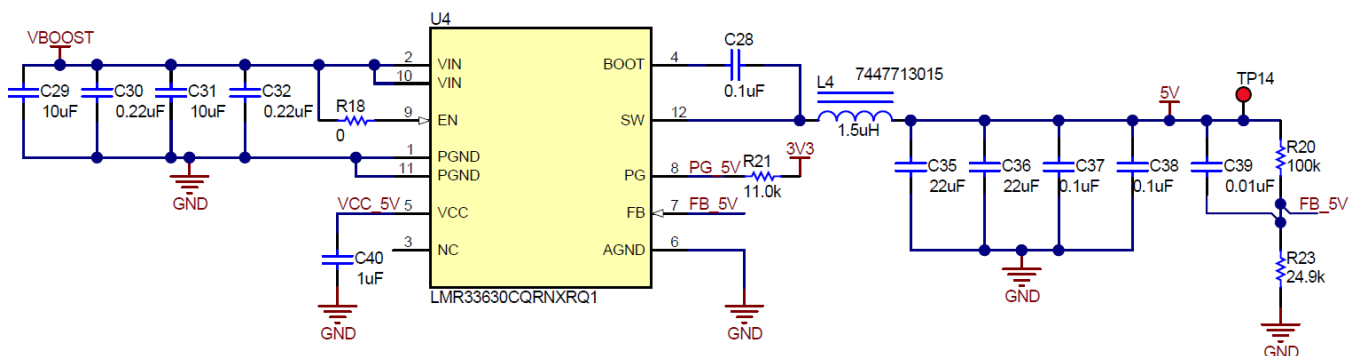 U4
VBOOST
C28
7447713015
L4
TP14
2
VIN
BOOT
4
10
VIN
5V
C29
C30
C31
C32
10uF
0.22uF
10uF
0.22uF
R18
0.1uF
9
EN
SW
12
0
1.5uH
3V3
R20
1
PGND
R21
C35
C36
C37
C38
C39
100k
11
PGND
PG
8
PG_5V
22uF
22uF
0.1uF
0.1uF
0.01uF
11.0k
GND
VCC_5V
5
VCC
FB
7
FB_5V
FB_5V
3
NC
AGND
6
C40
R23
1uF
24.9k
GND
LMR33630CQRNXRQ1
GND
GND
GND